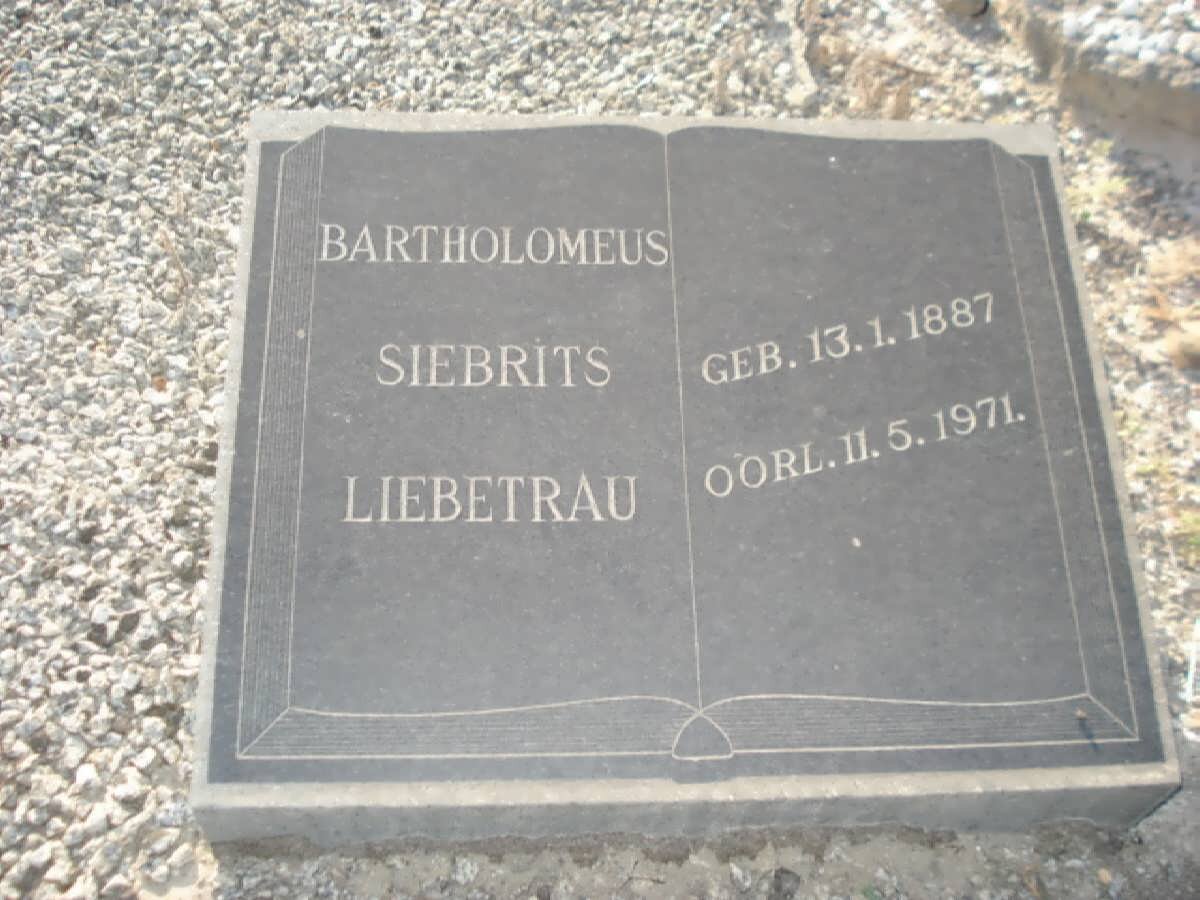 BARTHOLOMEUS
SIEBRITS
LIEBETRAU
GEB. 13.1.1887
OORL. 11.5.1971.